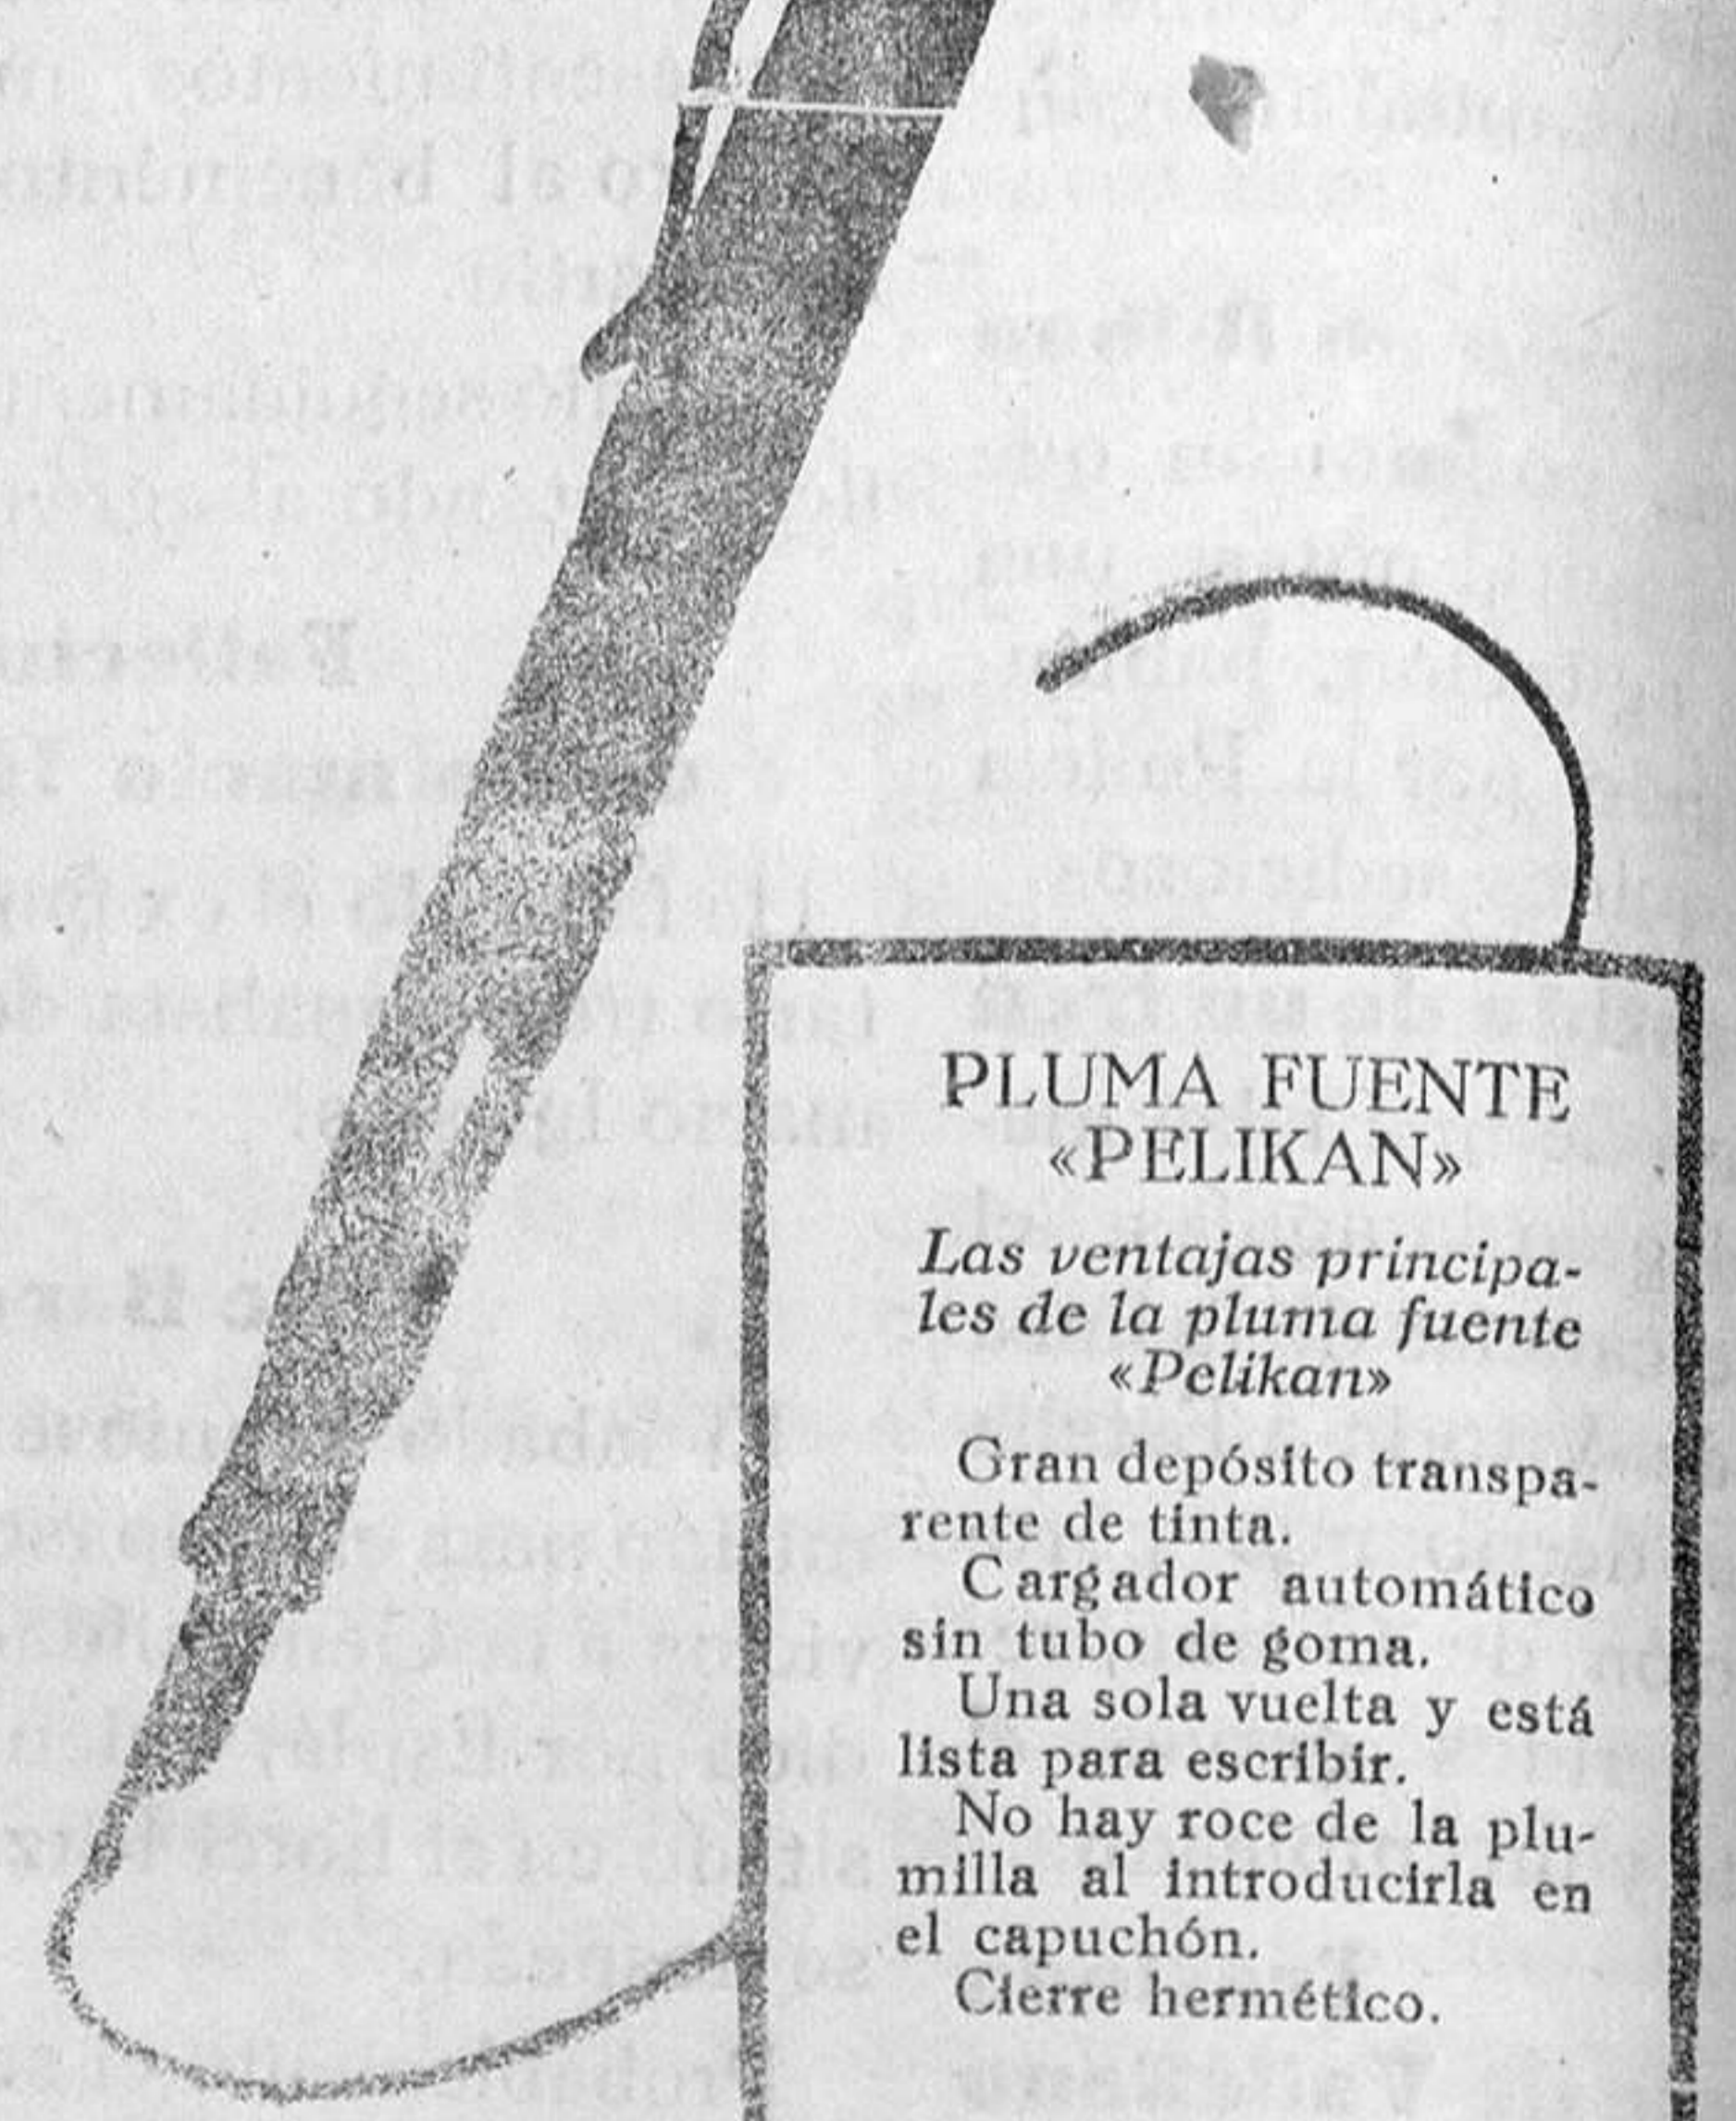 PLUMA FUENTE
«PELIKAN»
Las ventajas principa-
les de la pluma fuente
«Pelikan»
Gran depósito transpa-
rente de tinta.
Cargador automático
sin tubo de goma.
Una sola vuelta y está
lista para escribir.
No hay roce de la plu-
milla al introducirla en
el capuchón.
Cierre hermético.